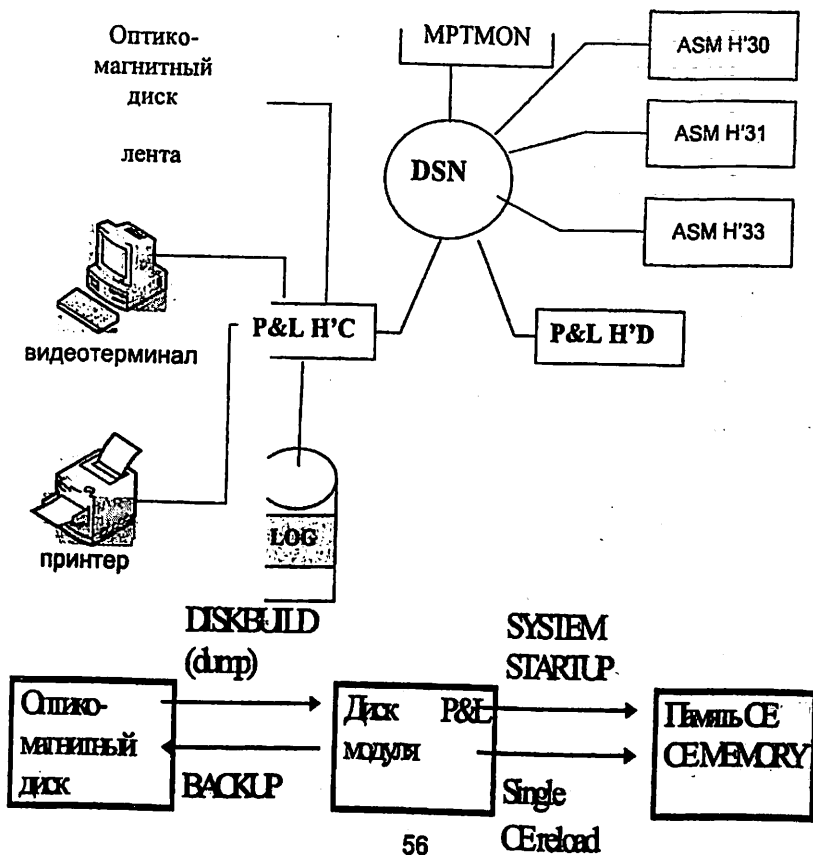 Оптико-
магнитный
диск
лента
MPTMON
DSN
ASM H'30
ASM H'31
ASM H'33
P&L H'C
P&L H'D
видеотерминал
LOG
принтер
DISKBUILD
(dump)
SYSTEM
STARTUP
Оптико-
магнитный
диск
BACKUP
Диск P&L
модуля
Single
CE reload
Память CE
CE MEMORY
56